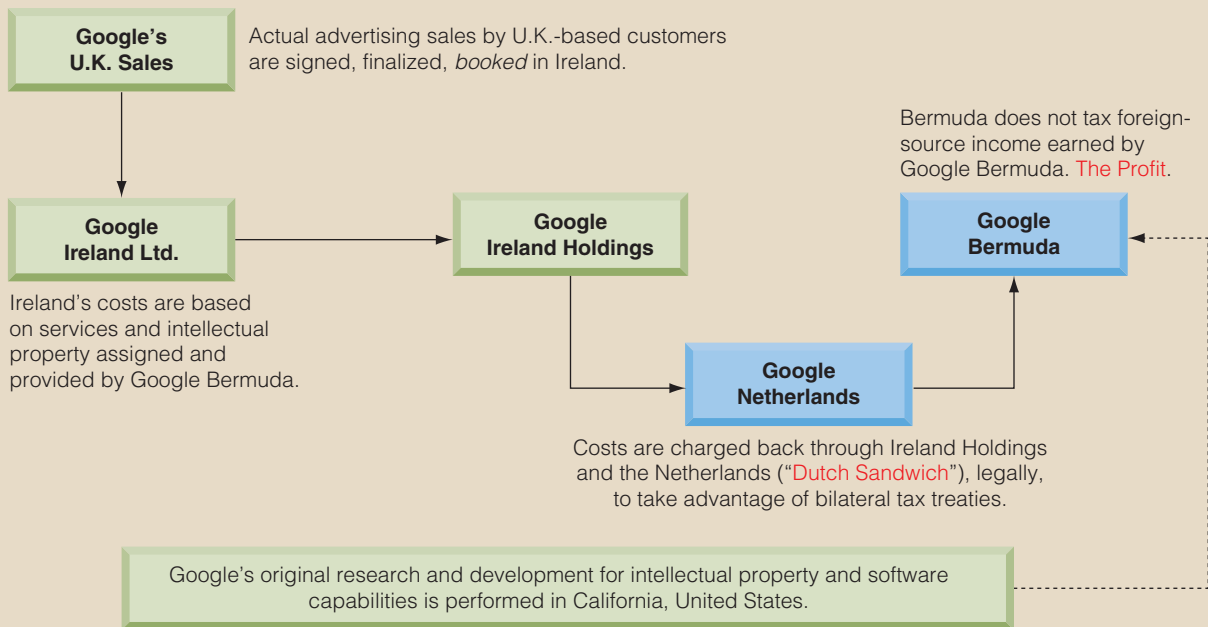 Google's
U.K. Sales
Actual advertising sales by U.K.-based customers
are signed, finalized, booked in Ireland.
Bermuda does not tax foreign-
source income earned by
Google Bermuda. The Profit.
Google
Ireland Ltd.
Google
Ireland Holdings
Google
Bermuda
Ireland's costs are based
on services and intellectual
property assigned and
provided by Google Bermuda.
Google
Netherlands
Costs are charged back through Ireland Holdings
and the Netherlands (“Dutch Sandwich”), legally,
to take advantage of bilateral tax treaties.
Google's original research and development for intellectual property and software
capabilities is performed in California, United States.